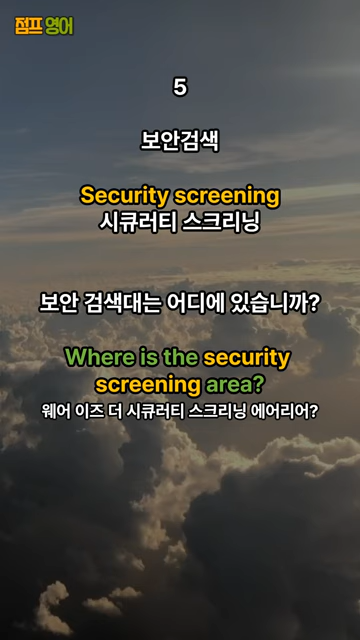 점프 영어
5
보안검색
Security screening
시큐러티 스크리닝
보안 검색대는 어디에 있습니까?
Where is the security
screening area?
웨어 이즈 더 시큐러티 스크리닝 에어리어?